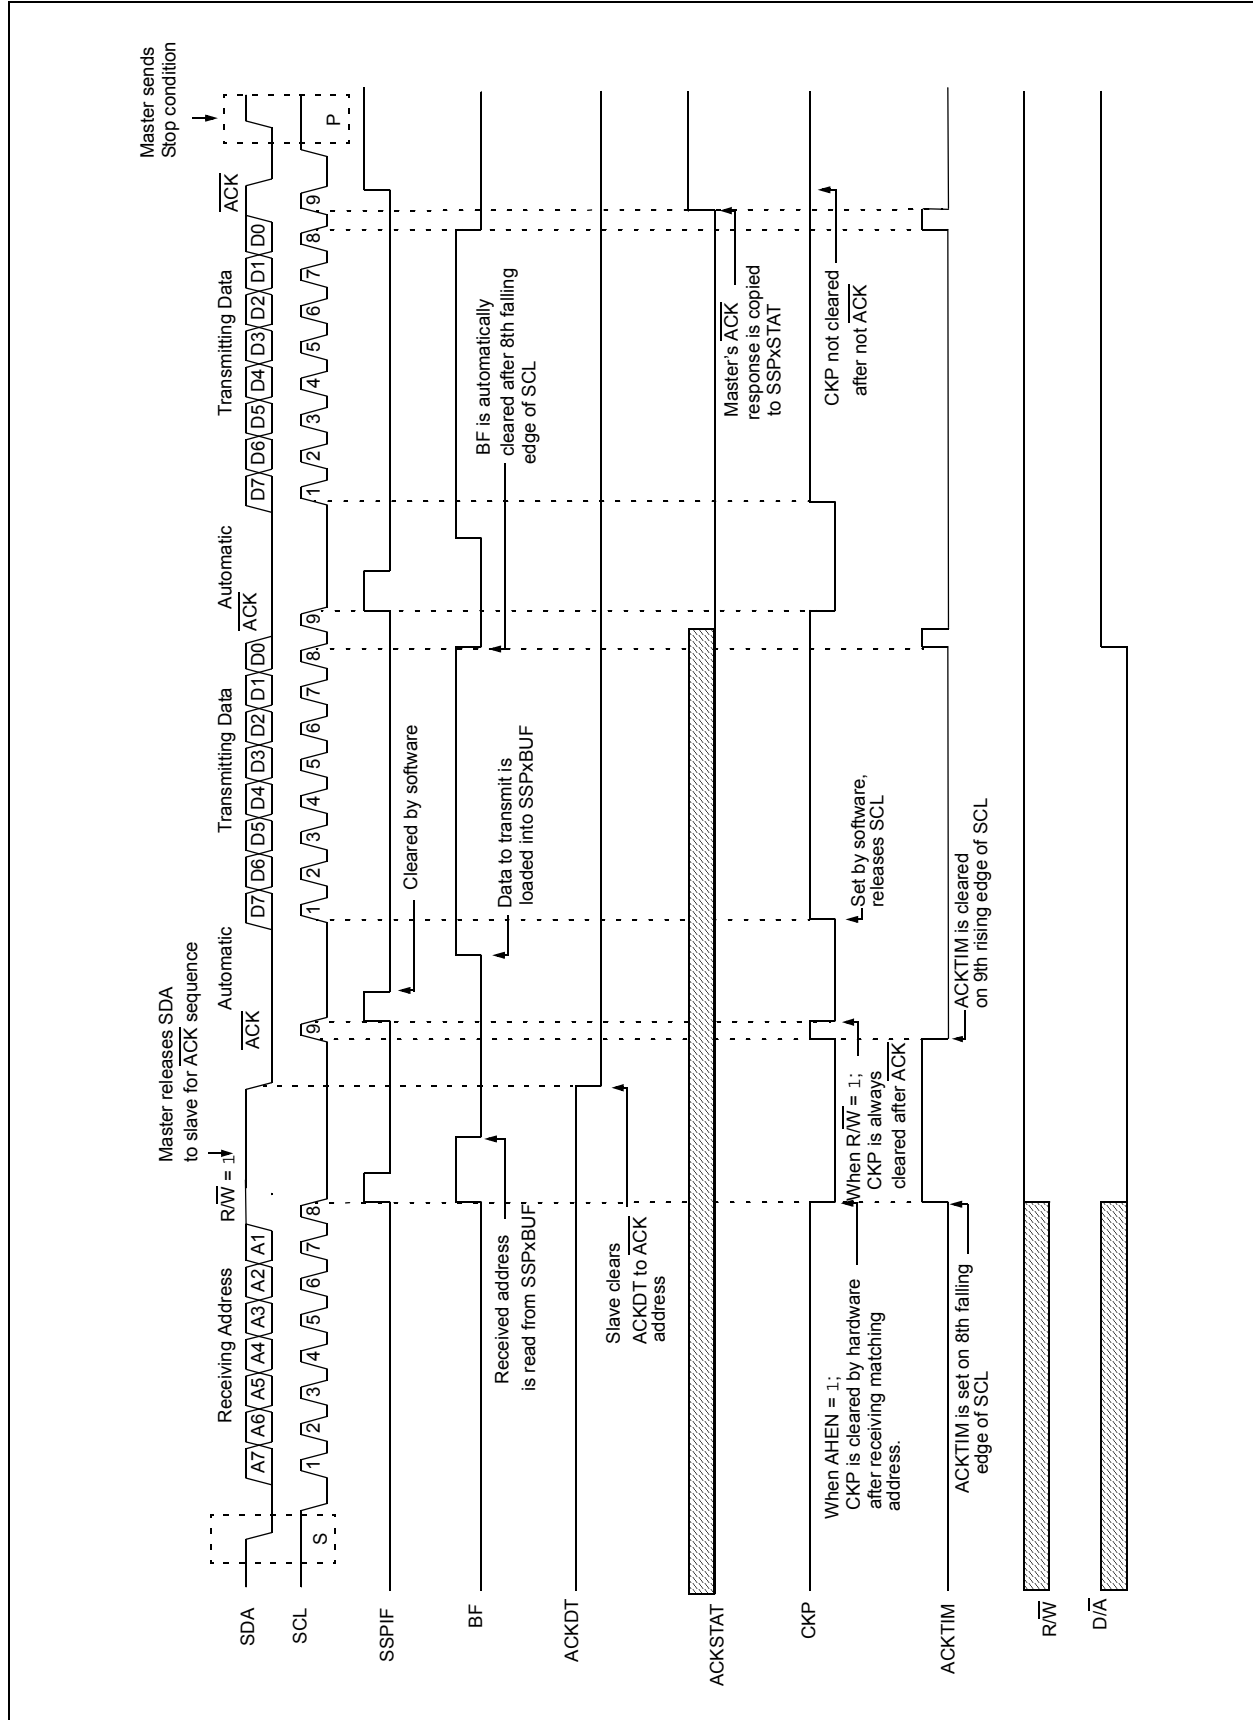 Master releases SDA
to slave for ACK sequence
Master sends
Stop condition
Receiving Address
R/W = 1
Automatic
Transmitting Data
Automatic
Transmitting Data
ACK
ACK
ACK
SDA
A7 A6 A5 A4 A3 A2 A1
D7 D6 D5 D4 D3 D2 D1 D0
D7 D6 D5 D4 D3 D2 D1 D0
SCL
S
1 2 3 4 5 6 7 8 9
1 2 3 4 5 6 7 8 9
1 2 3 4 5 6 7 8 9
P
SSPIF
Cleared by software
BF
Received address
is read from SSPxBUF
Data to transmit is
loaded into SSPxBUF
BF is automatically
cleared after 8th falling
edge of SCL
ACKDT
Slave clears
ACKDT to ACK
address
ACKSTAT
Master's ACK
response is copied
to SSPxSTAT
CKP
When AHEN = 1;
CKP is cleared by hardware
after receiving matching
address.
When R/W = 1;
CKP is always
cleared after ACK
Set by software,
releases SCL
CKP not cleared
after not ACK
ACKTIM
ACKTIM is set on 8th falling
edge of SCL
ACKTIM is cleared
on 9th rising edge of SCL
R/W
D/A